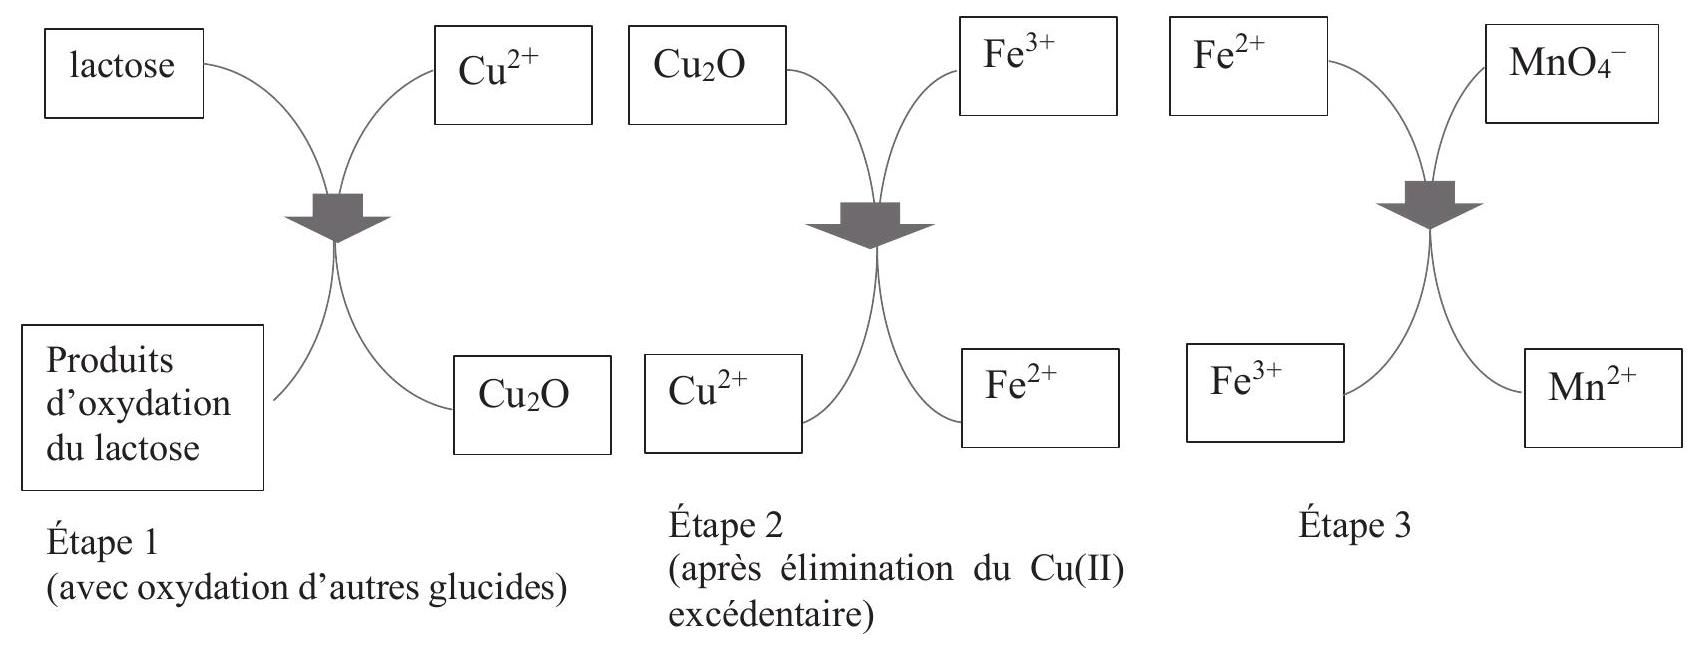 lactose
Cu²⁺
Produits
d’oxydation
du lactose
Cu₂O
Étape 1
(avec oxydation d’autres glucides)
Cu₂O
Fe³⁺
Cu²⁺
Fe²⁺
Étape 2
(après élimination du Cu(II)
excédentaire)
Fe²⁺
MnO₄⁻
Fe³⁺
Mn²⁺
Étape 3